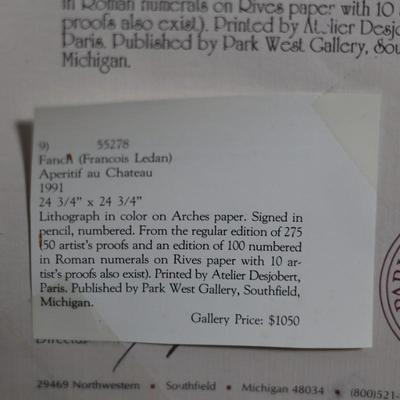 in Roman numerals on Rives paper with 10
proofs also exist). Printed by Atelier Desjo
Paris. Published by Park West Gallery, Sou
Michigan.
9) 55278
Fanch (Francois Ledan)
Aperitif au Chateau
1991
24 3/4" x 24 3/4"
Lithograph in color on Arches paper. Signed in
pencil, numbered. From the regular edition of 275
(50 artist's proofs and an edition of 100 numbered
in Roman numerals on Rives paper with 10 ar-
tist's proofs also exist). Printed by Atelier Desjobert,
Paris. Published by Park West Gallery, Southfield,
Michigan.
Gallery Price: $1050
Director
29469 Northwestern • Southfield • Michigan 48034 • (800)521-